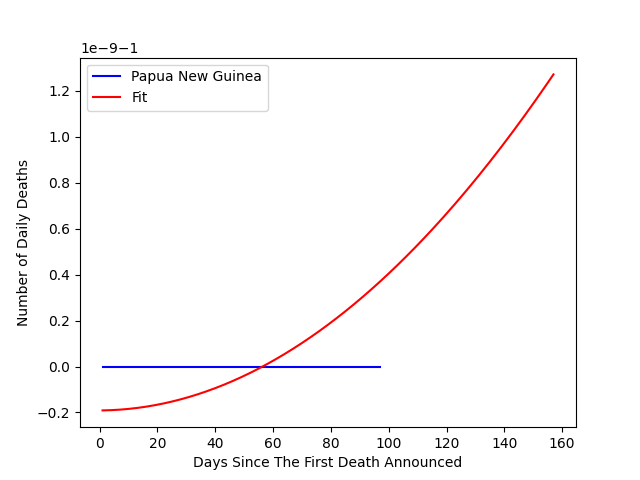 1e−9−1
Papua New Guinea
Fit
Number of Daily Deaths
1.2
1.0
0.8
0.6
0.4
0.2
0.0
−0.2
0 20 40 60 80 100 120 140 160
Days Since The First Death Announced